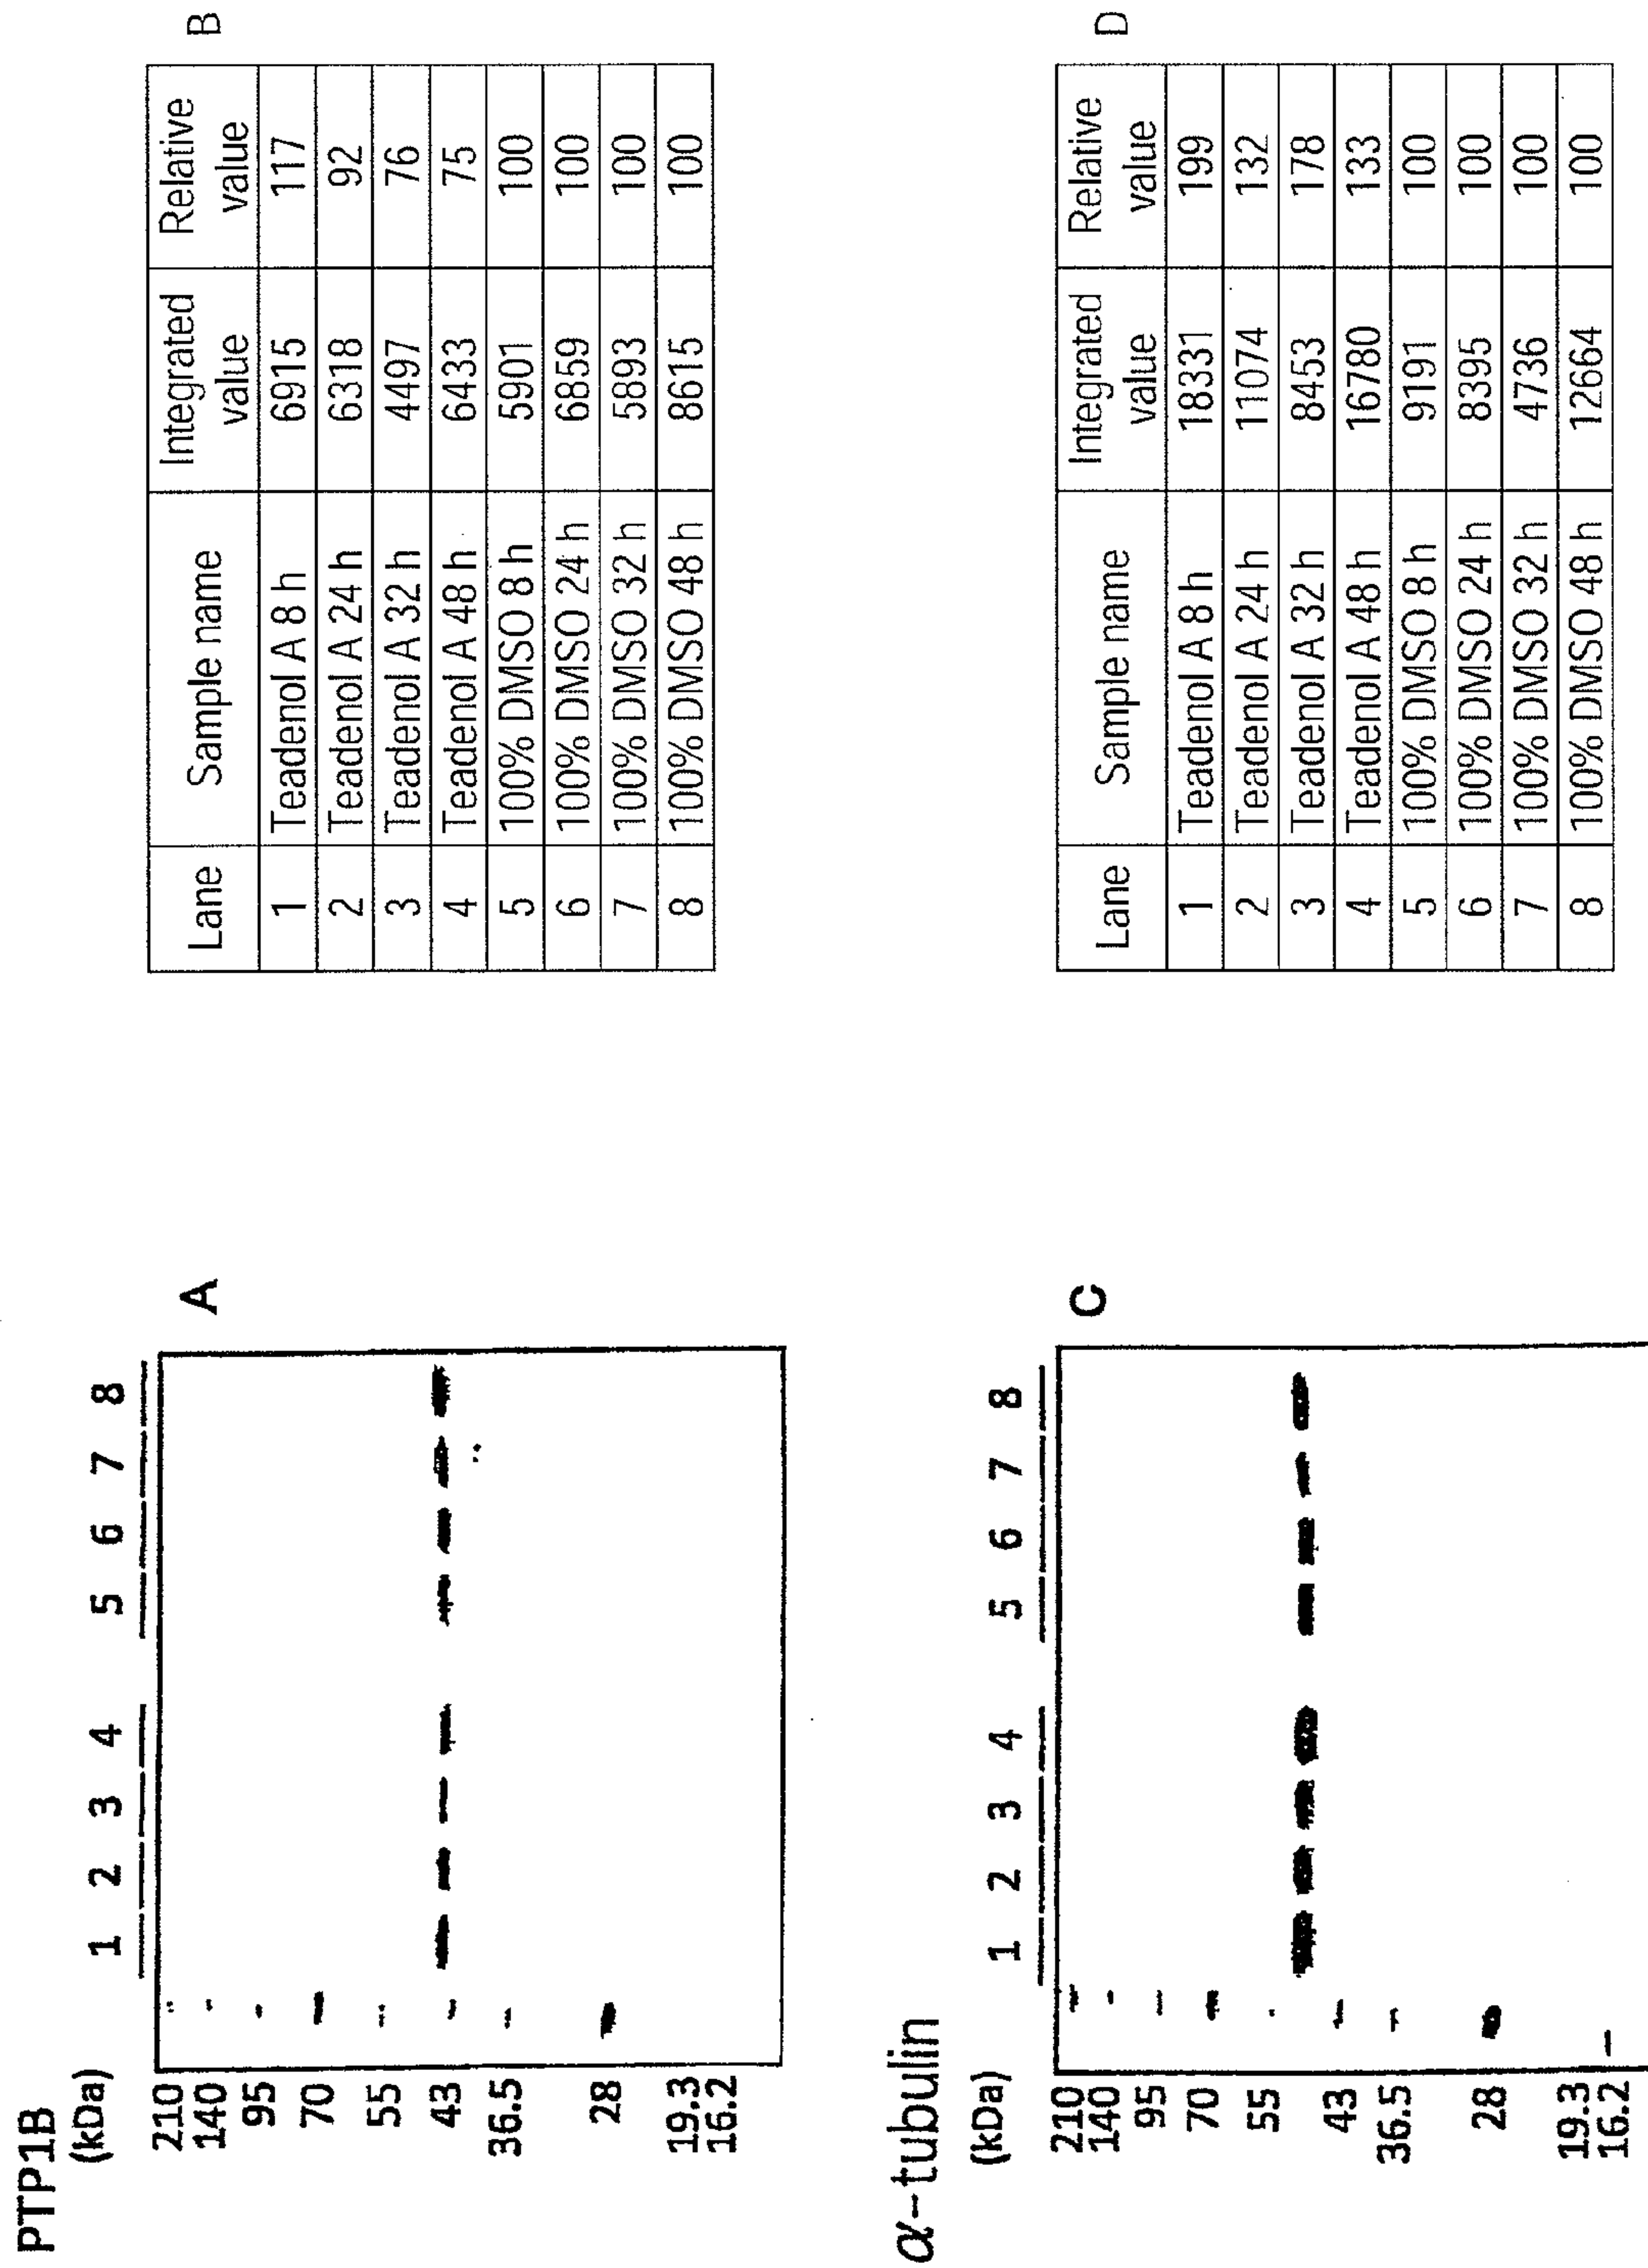 PTP1B
(kDa) 1 2 3 4 5 6 7 8
210
140
95
70
55
43
36.5
28
19.3
16.2
A
B
Lane Sample name Integrated value Relative value
1 Teadenol A 8 h 6915 117
2 Teadenol A 24 h 6318 92
3 Teadenol A 32 h 4497 76
4 Teadenol A 48 h 6433 75
5 100% DMSO 8 h 5901 100
6 100% DMSO 24 h 6859 100
7 100% DMSO 32 h 5893 100
8 100% DMSO 48 h 8615 100
α-tubulin
(kDa) 1 2 3 4 5 6 7 8
210
140
95
70
55
43
36.5
28
19.3
16.2
C
D
Lane Sample name Integrated value Relative value
1 Teadenol A 8 h 18331 199
2 Teadenol A 24 h 11074 132
3 Teadenol A 32 h 8453 178
4 Teadenol A 48 h 16780 133
5 100% DMSO 8 h 9191 100
6 100% DMSO 24 h 8395 100
7 100% DMSO 32 h 4736 100
8 100% DMSO 48 h 12664 100